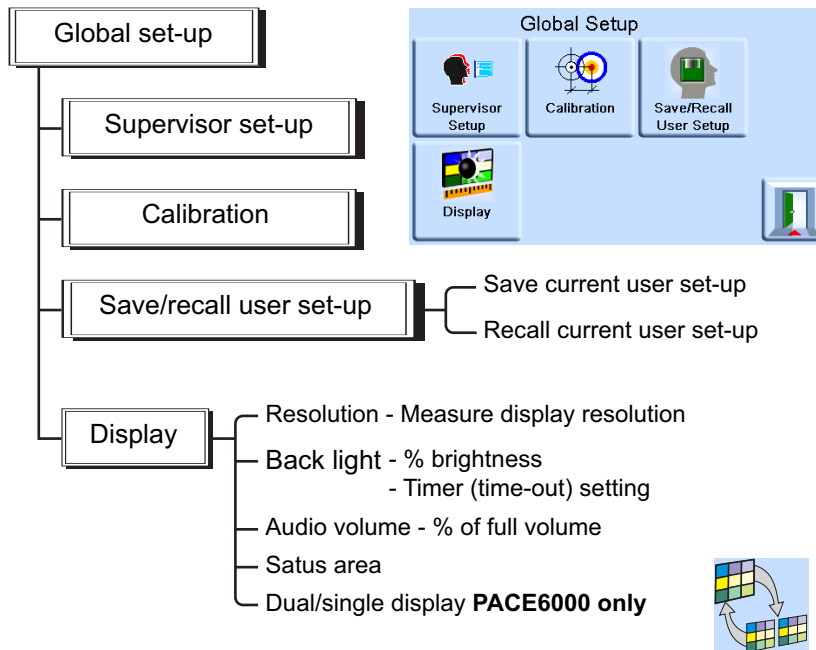 Global set-up
Supervisor set-up
Calibration
Save/recall user set-up
Save current user set-up
Recall current user set-up
Display
Resolution - Measure display resolution
Back light - % brightness
- Timer (time-out) setting
Audio volume - % of full volume
Satus area
Dual/single display PACE6000 only
Global Setup
Supervisor
Setup
Calibration
Save/Recall
User Setup
Display